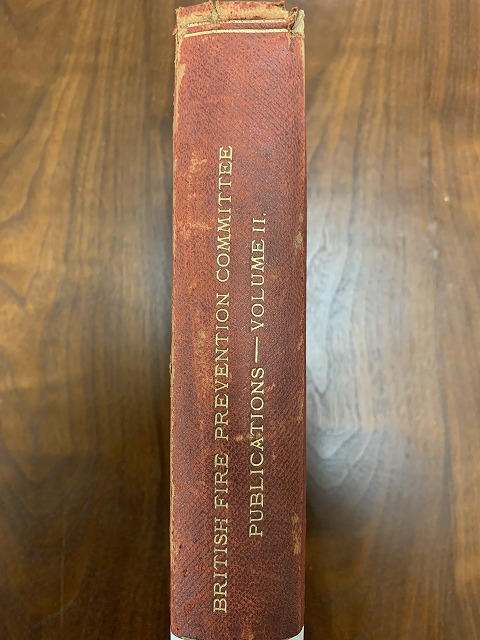 BRITISH FIRE PREVENTION COMMITTEE
PUBLICATIONS — VOLUME II.